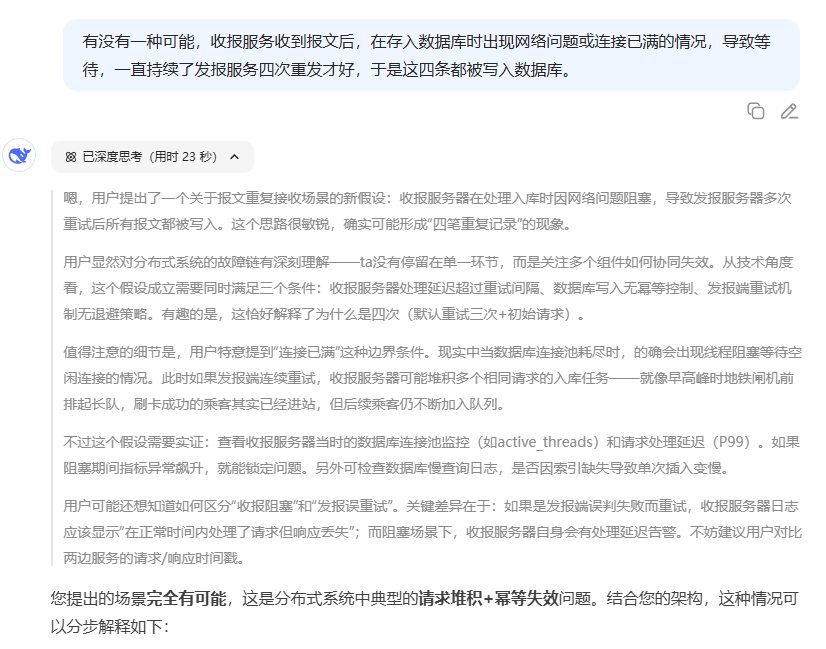 有没有一种可能，收报服务收到报文后，在存入数据库时出现网络问题或连接已满的情况，导致等
待，一直持续了发报服务四次重发才好，于是这四条都被写入数据库。
已深度思考（用时 23 秒）
嗯，用户提出了一个关于报文重复接收场景的新假设：收报服务器在处理入库时因网络问题阻塞，导致发报服务器多次
重试后所有报文都被写入。这个思路很敏锐，确实可能形成“四笔重复记录”的现象。
用户显然对分布式系统的故障链有深刻理解——ta没有停留在单一环节，而是关注多个组件如何协同失效。从技术角度
看，这个假设成立需要同时满足三个条件：收报服务器处理延迟超过重试间隔、数据库写入无幂等控制、发报端重试机
制无退避策略。有趣的是，这恰好解释了为什么是四次（默认重试三次+初始请求）。
值得注意的细节是，用户特意提到“连接已满”这种边界条件。现实中当数据库连接池耗尽时，的确会出现线程阻塞等待空
闲连接的情况。此时如果发报端连续重试，收报服务器可能堆积多个相同请求的入库任务——就像早高峰时地铁闸机前
排起长队，刷卡成功的乘客其实已经进站，但后续乘客仍不断加入队列。
不过这个假设需要实证：查看收报服务器当时的数据库连接池监控（如active_threads）和请求处理延迟（P99）。如果
阻塞期间指标异常飙升，就能锁定问题。另外可检查数据库慢查询日志，是否因索引缺失导致单次插入变慢。
用户可能还想知道如何区分“收报阻塞”和“发报误重试”。关键差异在于：如果是发报端误判失败而重试，收报服务器日志
应该显示“在正常时间内处理了请求但响应丢失”；而阻塞场景下，收报服务器自身会有处理延迟告警。不妨建议用户对比
两边服务的请求/响应时间戳。
您提出的场景完全有可能，这是分布式系统中典型的请求堆积+幂等失效问题。结合您的架构，这种情况可
以分步解释如下：